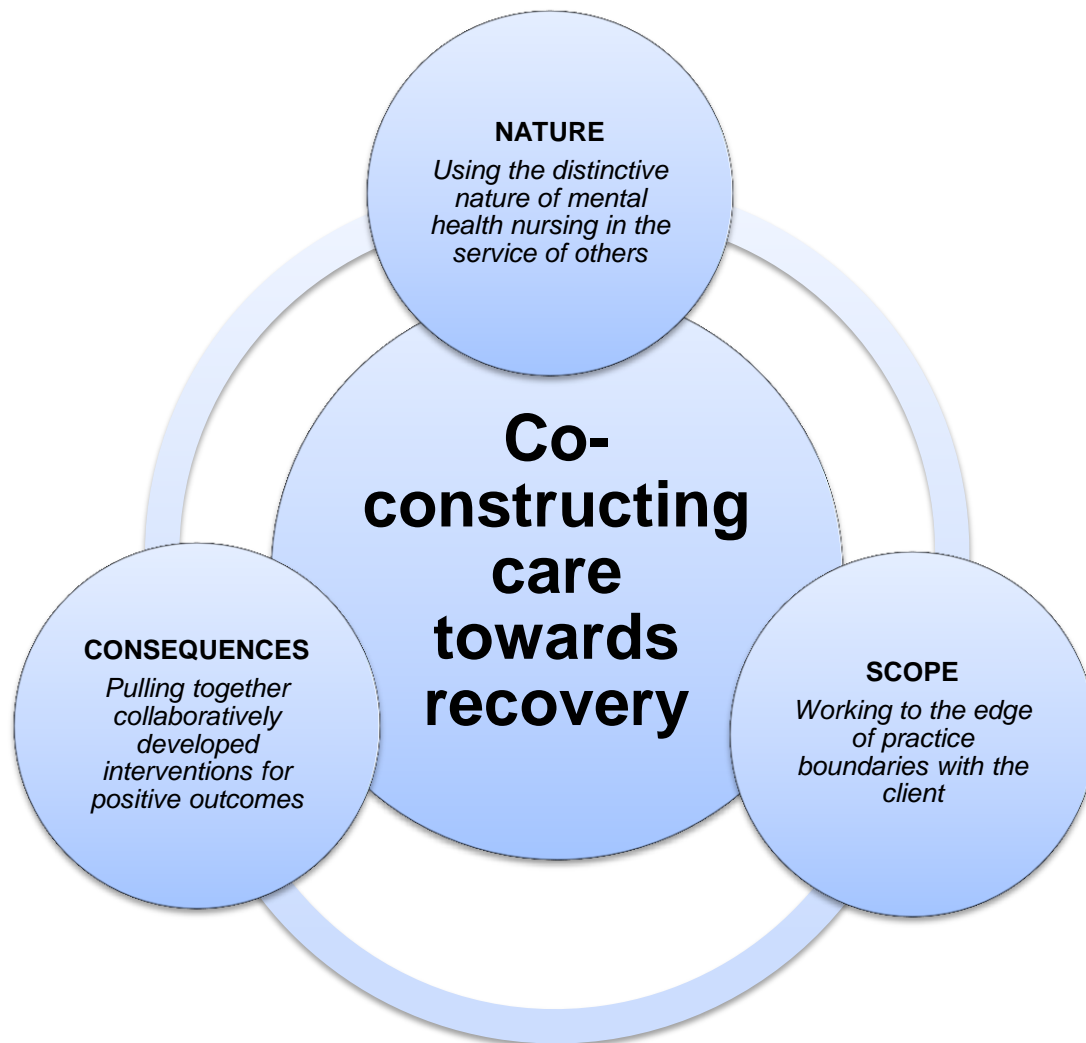 NATURE
Using the distinctive
nature of mental
health nursing in the
service of others
Co-
constructing
care
towards
recovery
CONSEQUENCES
Pulling together
collaboratively
developed
interventions for
positive outcomes
SCOPE
Working to the edge
of practice
boundaries with the
client